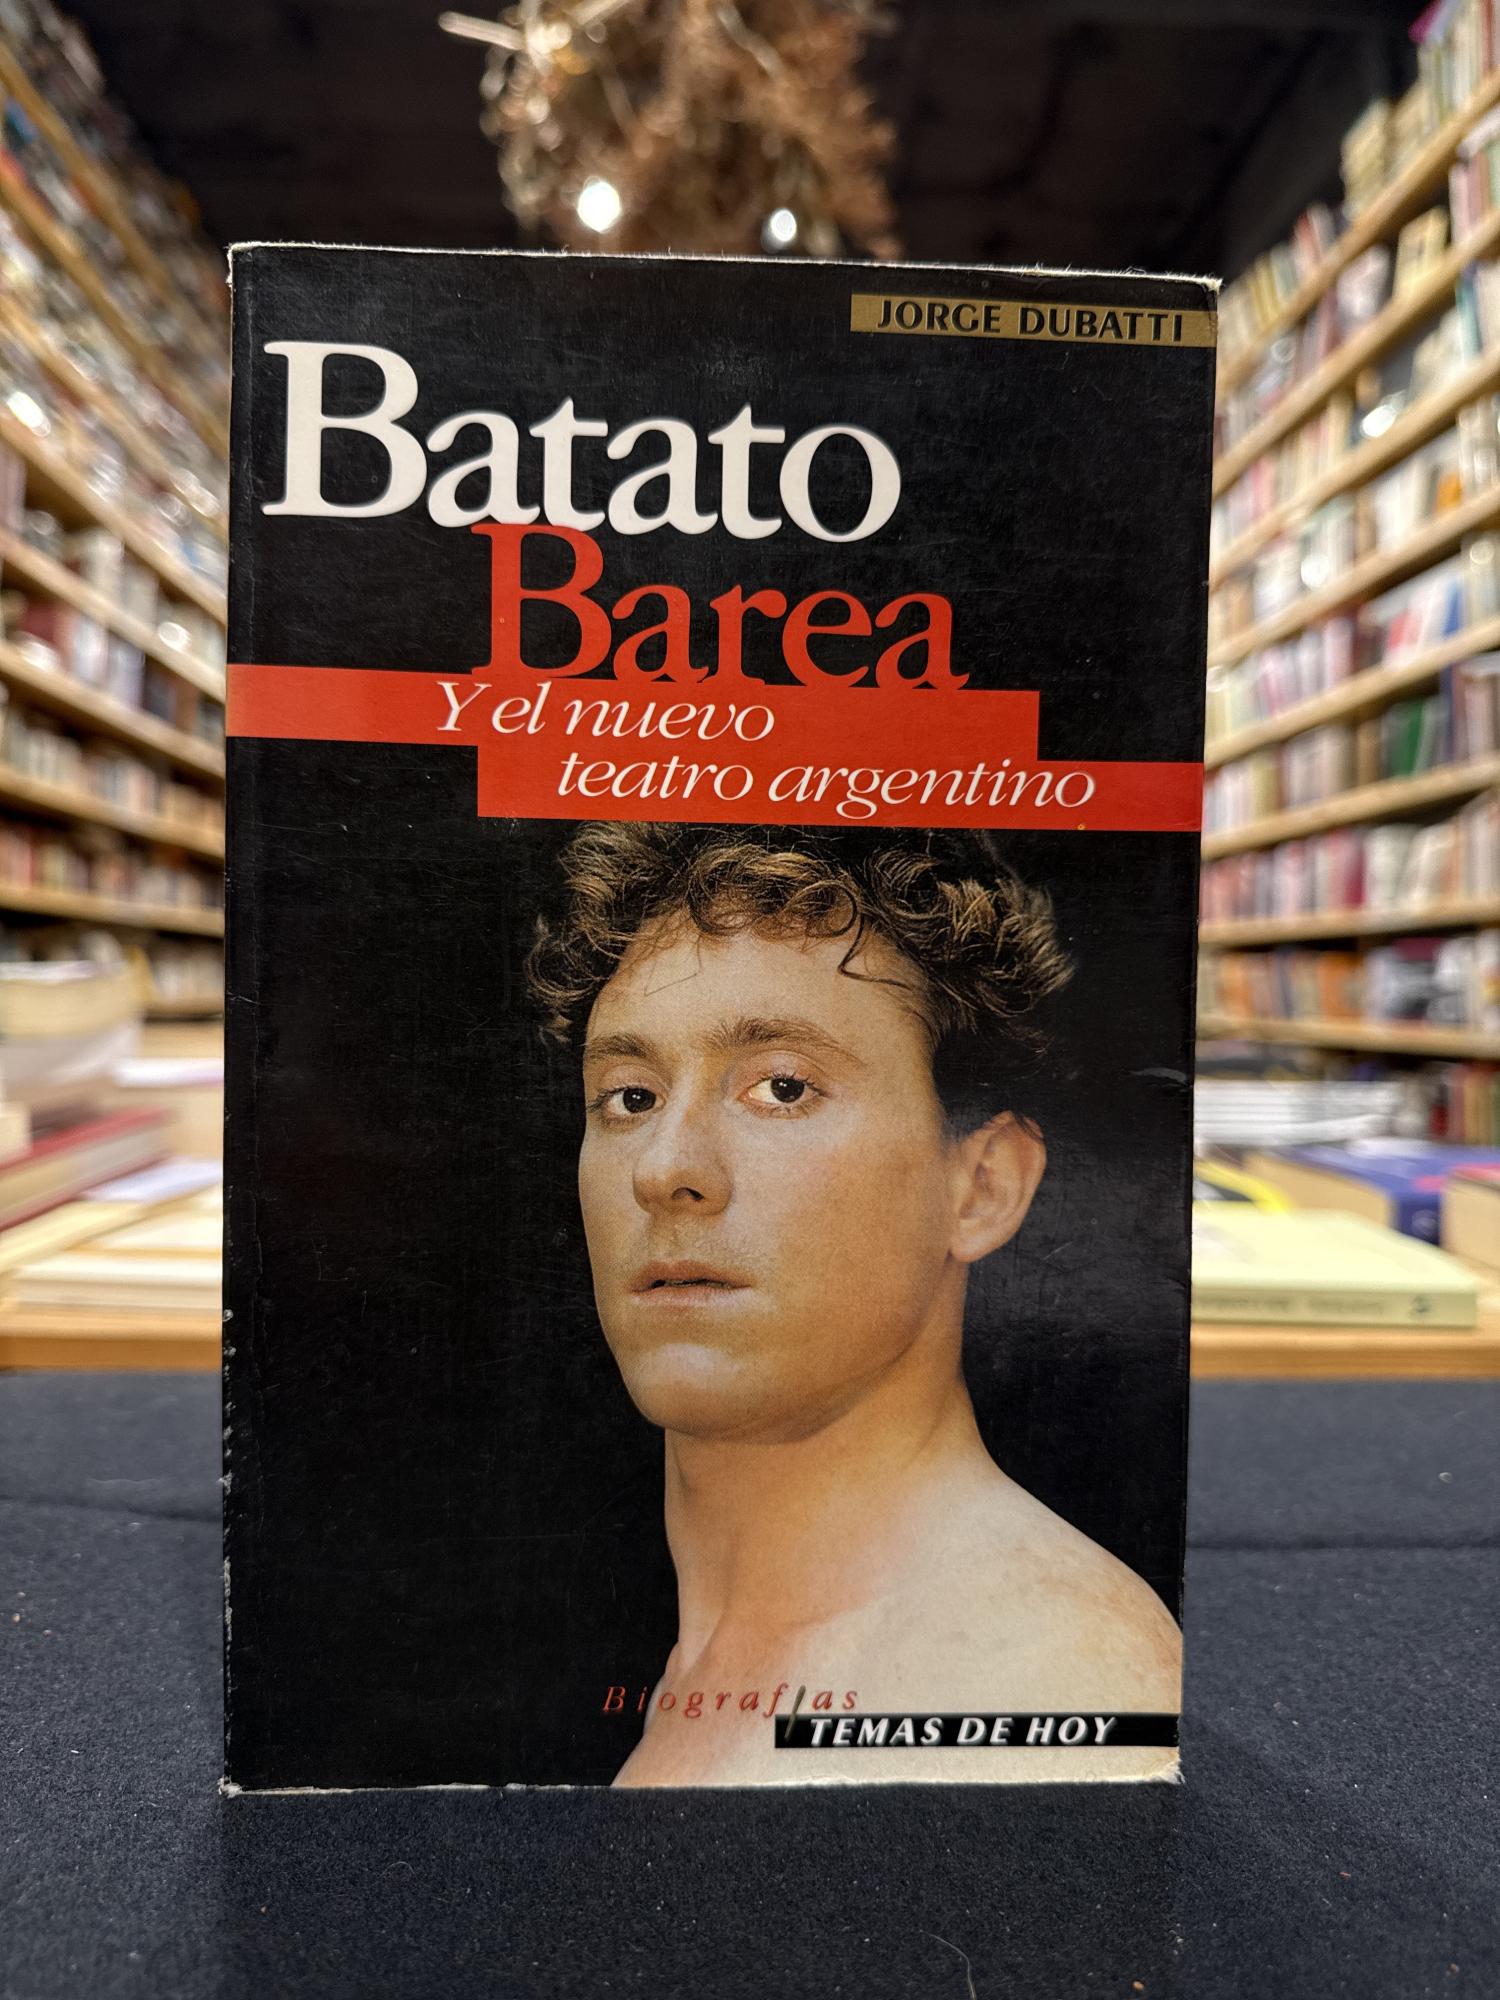 JORGE DUBATTI
Batato
Barea
Y el nuevo
teatro argentino
Biografías
TEMAS DE HOY